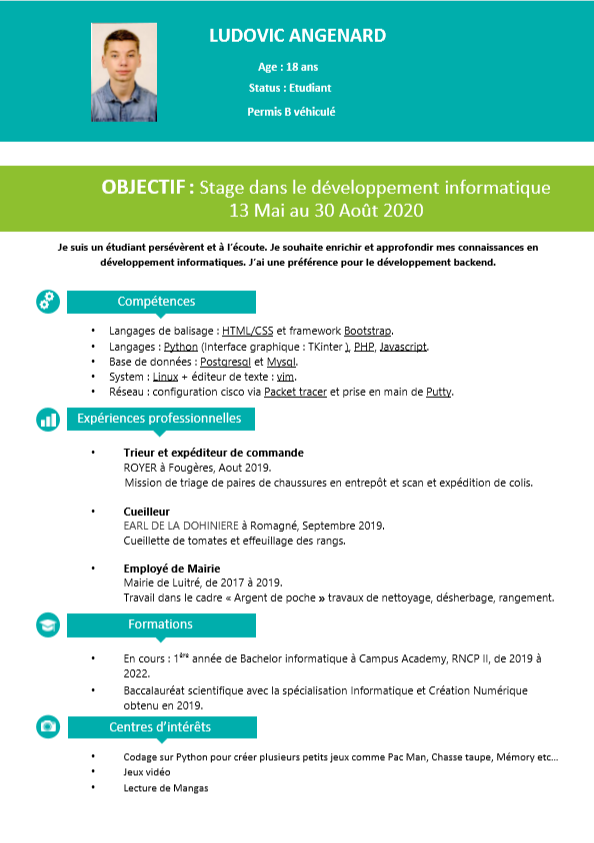 LUDOVIC ANGENARD
Age : 18 ans
Status : Etudiant
Permis B véhiculé
OBJECTIF : Stage dans le développement informatique
13 Mai au 30 Août 2020
Je suis un étudiant persévèrent et à l'écoute. Je souhaite enrichir et approfondir mes connaissances en
développement informatiques. J'ai une préférence pour le développement backend.
Compétences
• Langages de balisage : HTML/CSS et framework Bootstrap.
• Langages : Python (Interface graphique : TKinter ), PHP, Javascript.
• Base de données : Postgresql et Mysql.
• System : Linux + éditeur de texte : vim.
• Réseau : configuration cisco via Packet tracer et prise en main de Putty.
Expériences professionnelles
• Trieur et expéditeur de commande
ROYER à Fougères, Aout 2019.
Mission de triage de paires de chaussures en entrepôt et scan et expédition de colis.
• Cueilleur
EARL DE LA DOHINIERE à Romagné, Septembre 2019.
Cueillette de tomates et effeuillage des rangs.
• Employé de Mairie
Mairie de Luitré, de 2017 à 2019.
Travail dans le cadre « Argent de poche » travaux de nettoyage, désherbage, rangement.
Formations
• En cours : 1ère année de Bachelor informatique à Campus Academy, RNCP II, de 2019 à
2022.
• Baccalauréat scientifique avec la spécialisation Informatique et Création Numérique
obtenu en 2019.
Centres d'intérêts
• Codage sur Python pour créer plusieurs petits jeux comme Pac Man, Chasse taupe, Mémory etc...
• Jeux vidéo
• Lecture de Mangas